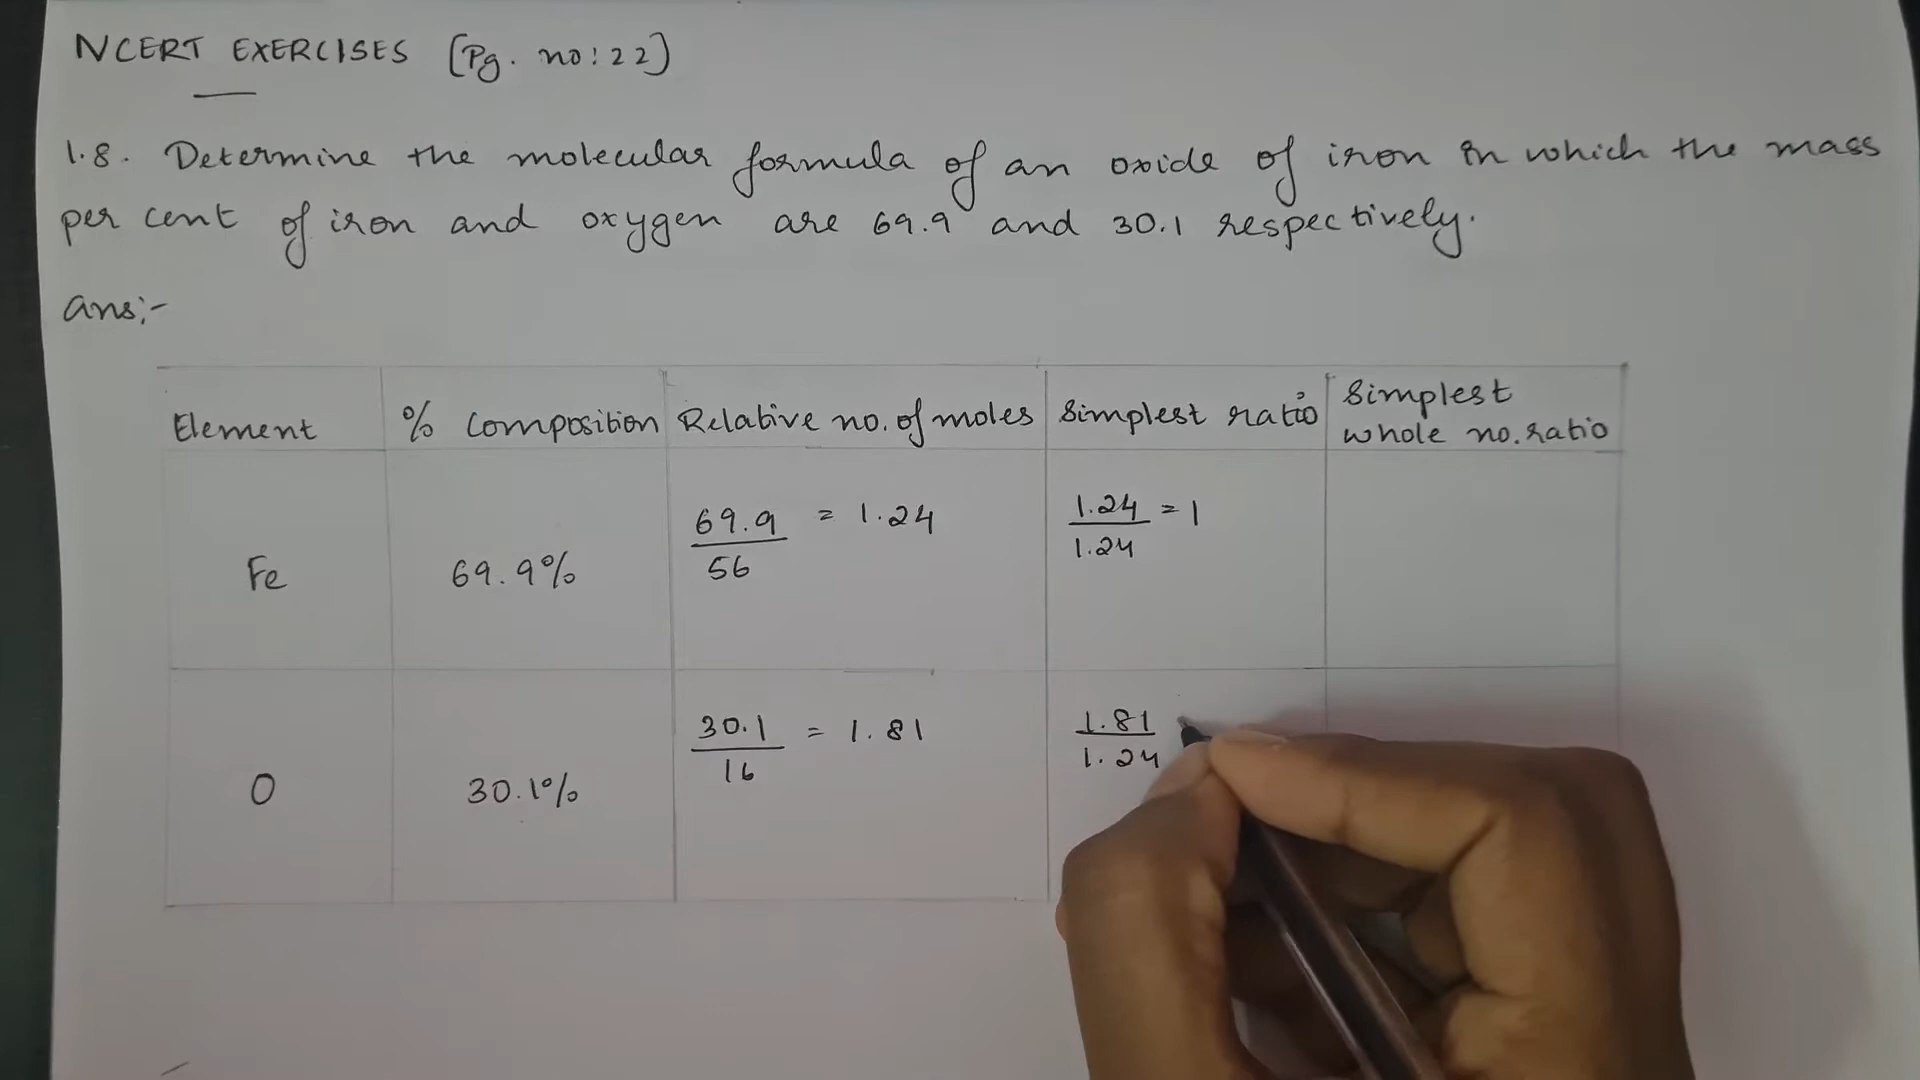 NCERT EXERCISES [Pg. no:22]
1.8. Determine the molecular formula of an oxide of iron in which the mass
per cent of iron and oxygen are 69.9 and 30.1 respectively.
ans:-
Element % Composition Relative no. of moles Simplest ratio Simplest whole no. ratio
Fe 69.9% 69.9/56 = 1.24 1.24/1.24 = 1
O 30.1% 30.1/16 = 1.81 1.81/1.24